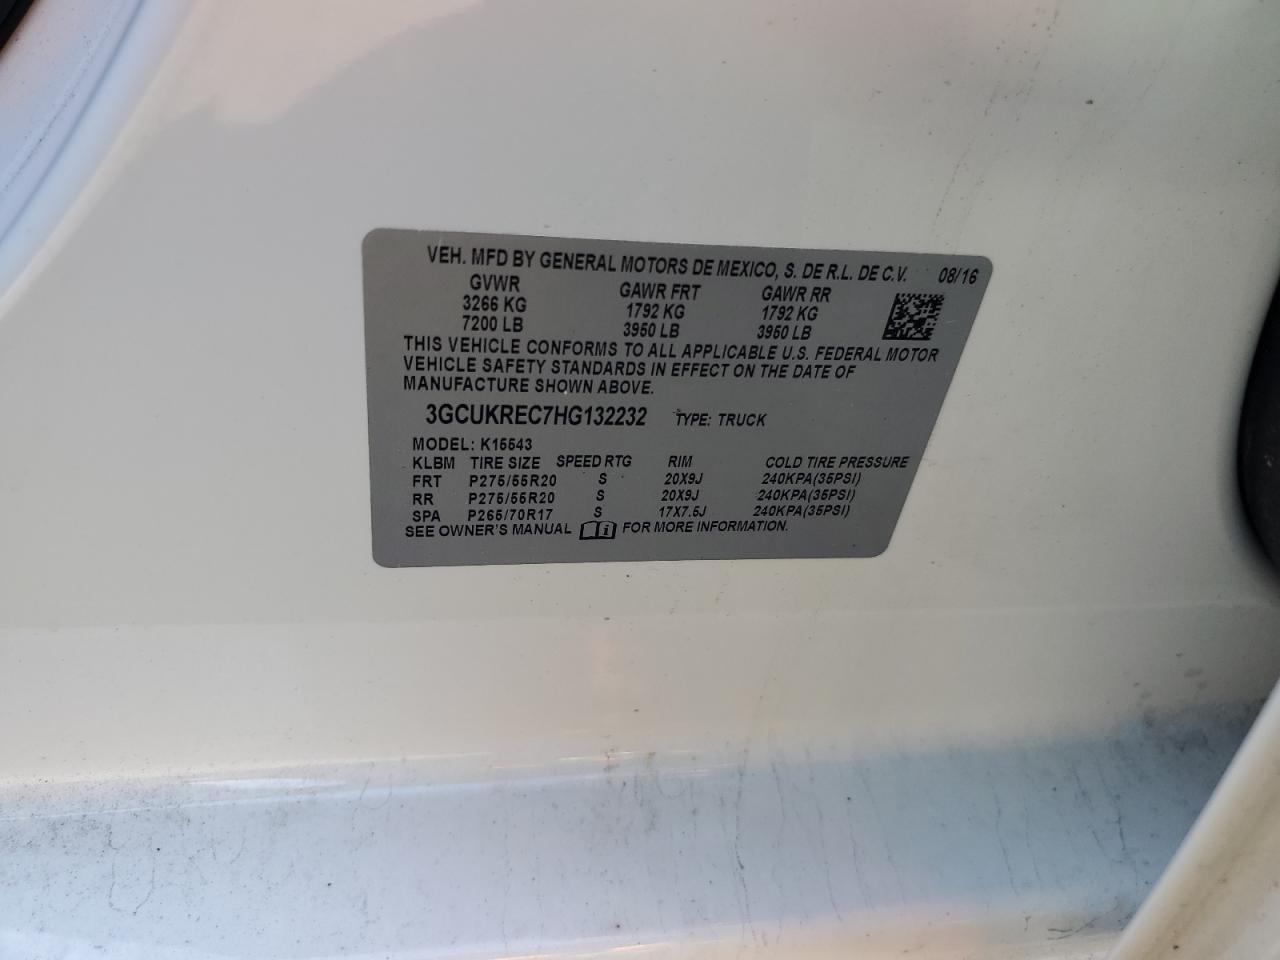 VEH. MFD BY GENERAL MOTORS DE MEXICO, S. DE R.L. DE C.V. 08/16
GVWR GAWR FRT GAWR RR
3266 KG 1792 KG 1792 KG
7200 LB 3950 LB 3950 LB
THIS VEHICLE CONFORMS TO ALL APPLICABLE U.S. FEDERAL MOTOR
VEHICLE SAFETY STANDARDS IN EFFECT ON THE DATE OF
MANUFACTURE SHOWN ABOVE.
3GCUKREC7HG132232 TYPE: TRUCK
MODEL: K15543
KLBM TIRE SIZE SPEED RTG RIM COLD TIRE PRESSURE
FRT P275/55R20 S 20X9J 240KPA(35PSI)
RR P275/55R20 S 20X9J 240KPA(35PSI)
SPA P265/70R17 S 17X7.5J 240KPA(35PSI)
SEE OWNER'S MANUAL i FOR MORE INFORMATION.